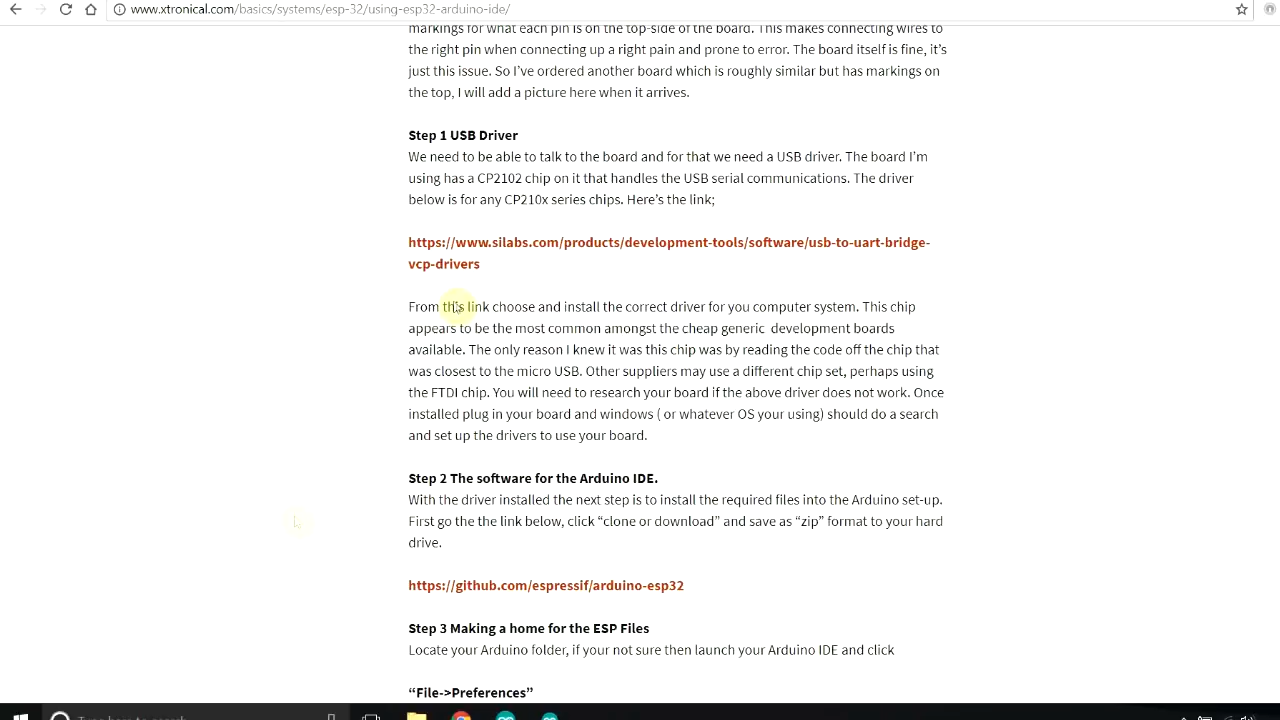 www.xtronical.com/basics/systems/esp-32/using-esp32-arduino-ide/
markings for what each pin is on the top-side of the board. This makes connecting wires to
the right pin when connecting up a right pain and prone to error. The board itself is fine, it's
just this issue. So I've ordered another board which is roughly similar but has markings on
the top, I will add a picture here when it arrives.
Step 1 USB Driver
We need to be able to talk to the board and for that we need a USB driver. The board I'm
using has a CP2102 chip on it that handles the USB serial communications. The driver
below is for any CP210x series chips. Here's the link;
https://www.silabs.com/products/development-tools/software/usb-to-uart-bridge-
vcp-drivers
From this link choose and install the correct driver for you computer system. This chip
appears to be the most common amongst the cheap generic  development boards
available. The only reason I knew it was this chip was by reading the code off the chip that
was closest to the micro USB. Other suppliers may use a different chip set, perhaps using
the FTDI chip. You will need to research your board if the above driver does not work. Once
installed plug in your board and windows ( or whatever OS your using) should do a search
and set up the drivers to use your board.
Step 2 The software for the Arduino IDE.
With the driver installed the next step is to install the required files into the Arduino set-up.
First go the the link below, click “clone or download” and save as “zip” format to your hard
drive.
https://github.com/espressif/arduino-esp32
Step 3 Making a home for the ESP Files
Locate your Arduino folder, if your not sure then launch your Arduino IDE and click
“File->Preferences”